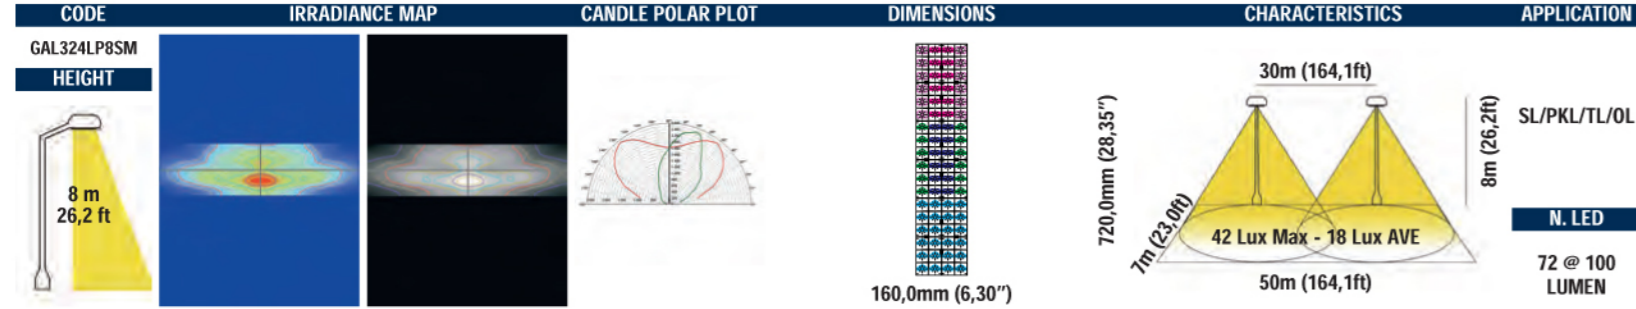 CODE
IRRADIANCE MAP
CANDLE POLAR PLOT
DIMENSIONS
CHARACTERISTICS
APPLICATION
GAL324LP8SM
HEIGHT
8 m
26,2 ft
160,0mm (6,30”)
720,0mm (28,35”)
30m (164,1ft)
8m (26,2ft)
7m (23,0ft)
42 Lux Max - 18 Lux AVE
50m (164,1ft)
SL/PKL/TL/OL
N. LED
72 @ 100
LUMEN